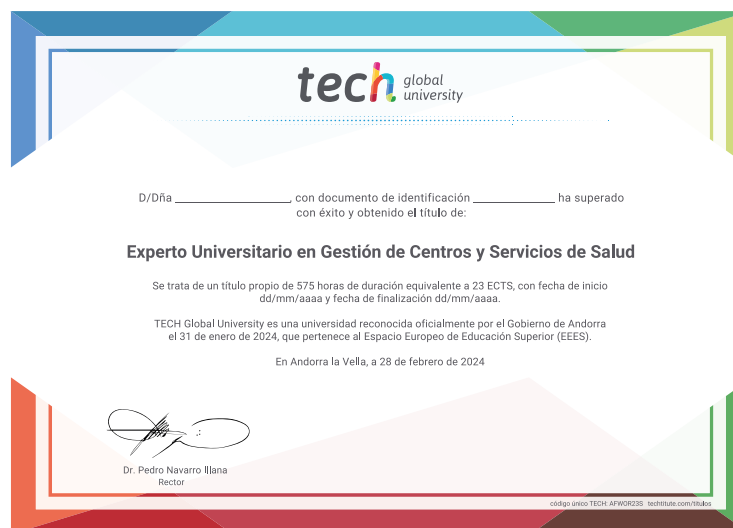 tech global university
D/Dña ____________________, con documento de identificación ______________ ha superado
con éxito y obtenido el título de:
Experto Universitario en Gestión de Centros y Servicios de Salud
Se trata de un título propio de 575 horas de duración equivalente a 23 ECTS, con fecha de inicio
dd/mm/aaaa y fecha de finalización dd/mm/aaaa.
TECH Global University es una universidad reconocida oficialmente por el Gobierno de Andorra
el 31 de enero de 2024, que pertenece al Espacio Europeo de Educación Superior (EEES).
En Andorra la Vella, a 28 de febrero de 2024
Dr. Pedro Navarro Illana
Rector
código único TECH: AFWOR23S techtitute.com/titulos